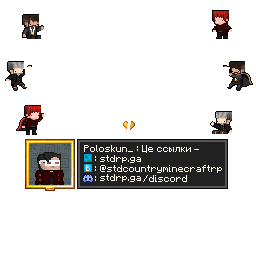 Poloskun_ : Це ссылки -
: stdrp.ga
B : @stdcountryminecraftrp
: stdrp.ga/discord